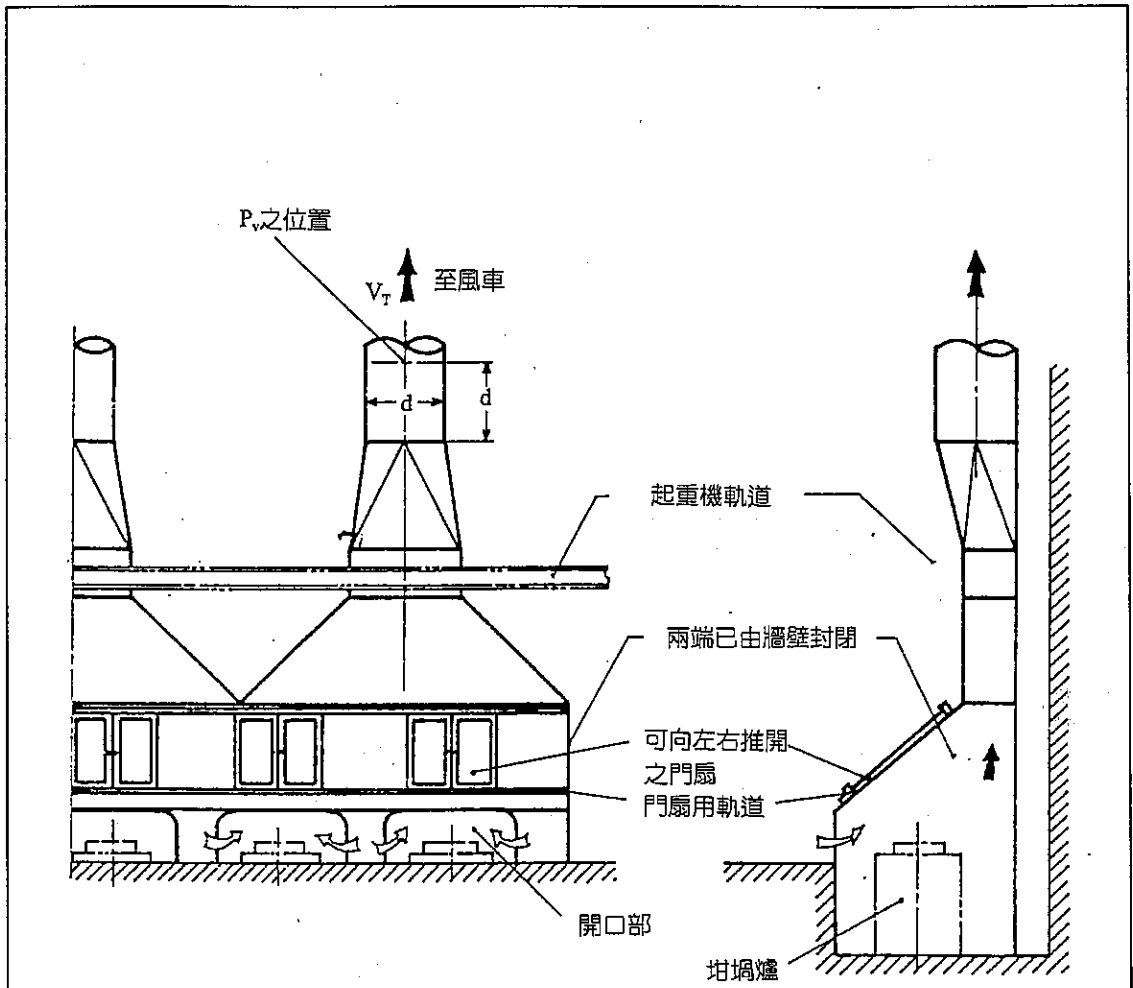 Pv之位置
VT
至風車
d
d
起重機軌道
兩端已由牆壁封閉
可向左右推開
之門扇
門扇用軌道
開口部
坩堝爐